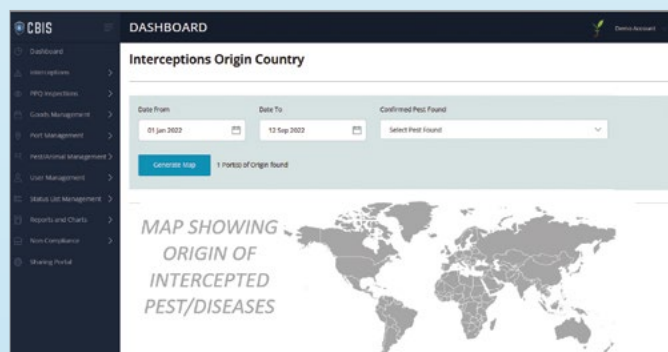 CBIS
DASHBOARD
Demo Account
Dashboard
Interceptions
PPQ Inspections
Goods Management
Port Management
Pest/Animal Management
User Management
Status List Management
Reports and Charts
Non-Compliance
Sharing Portal
Interceptions Origin Country
Date From
Date To
Confirmed Pest Found
01 Jan 2022
12 Sep 2022
Select Pest Found
Generate Map
1 Port(s) of Origin found
MAP SHOWING
ORIGIN OF
INTERCEPTED
PEST/DISEASES